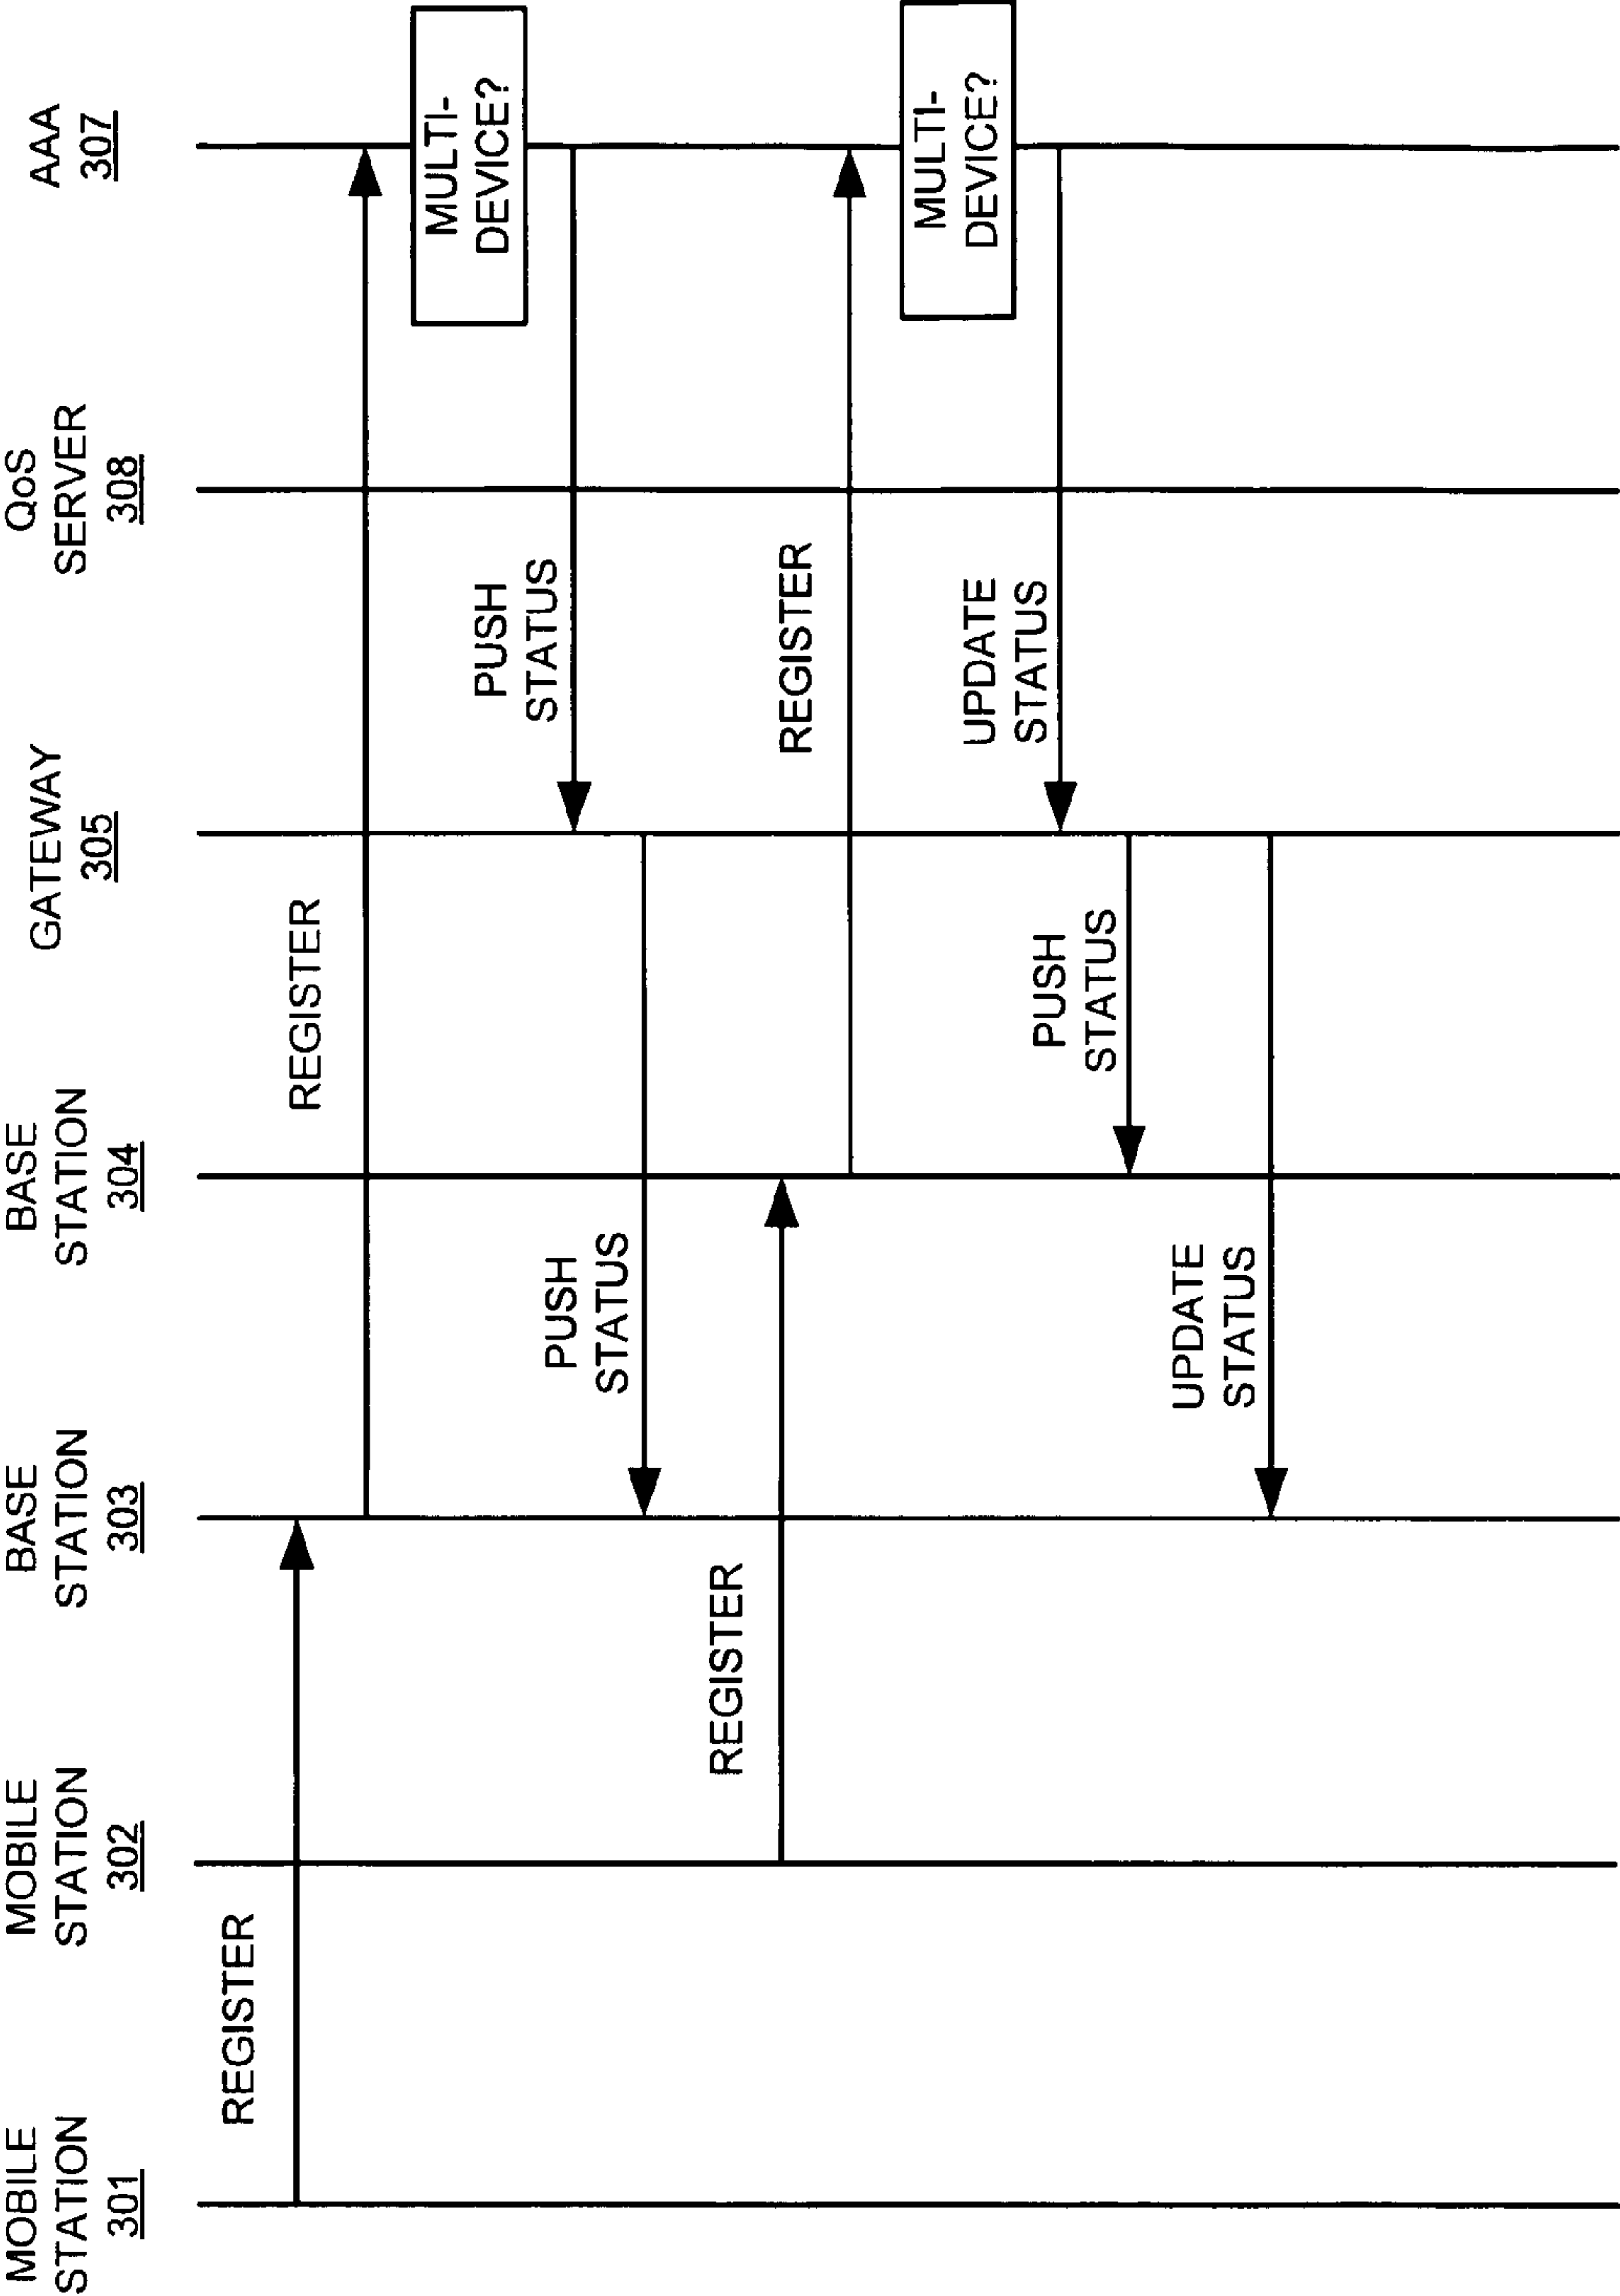 MOBILE
STATION
301
MOBILE
STATION
302
BASE
STATION
303
BASE
STATION
304
GATEWAY
305
QoS
SERVER
308
AAA
307
REGISTER
REGISTER
MULTI-
DEVICE?
PUSH
STATUS
PUSH
STATUS
REGISTER
REGISTER
MULTI-
DEVICE?
UPDATE
STATUS
PUSH
STATUS
UPDATE
STATUS